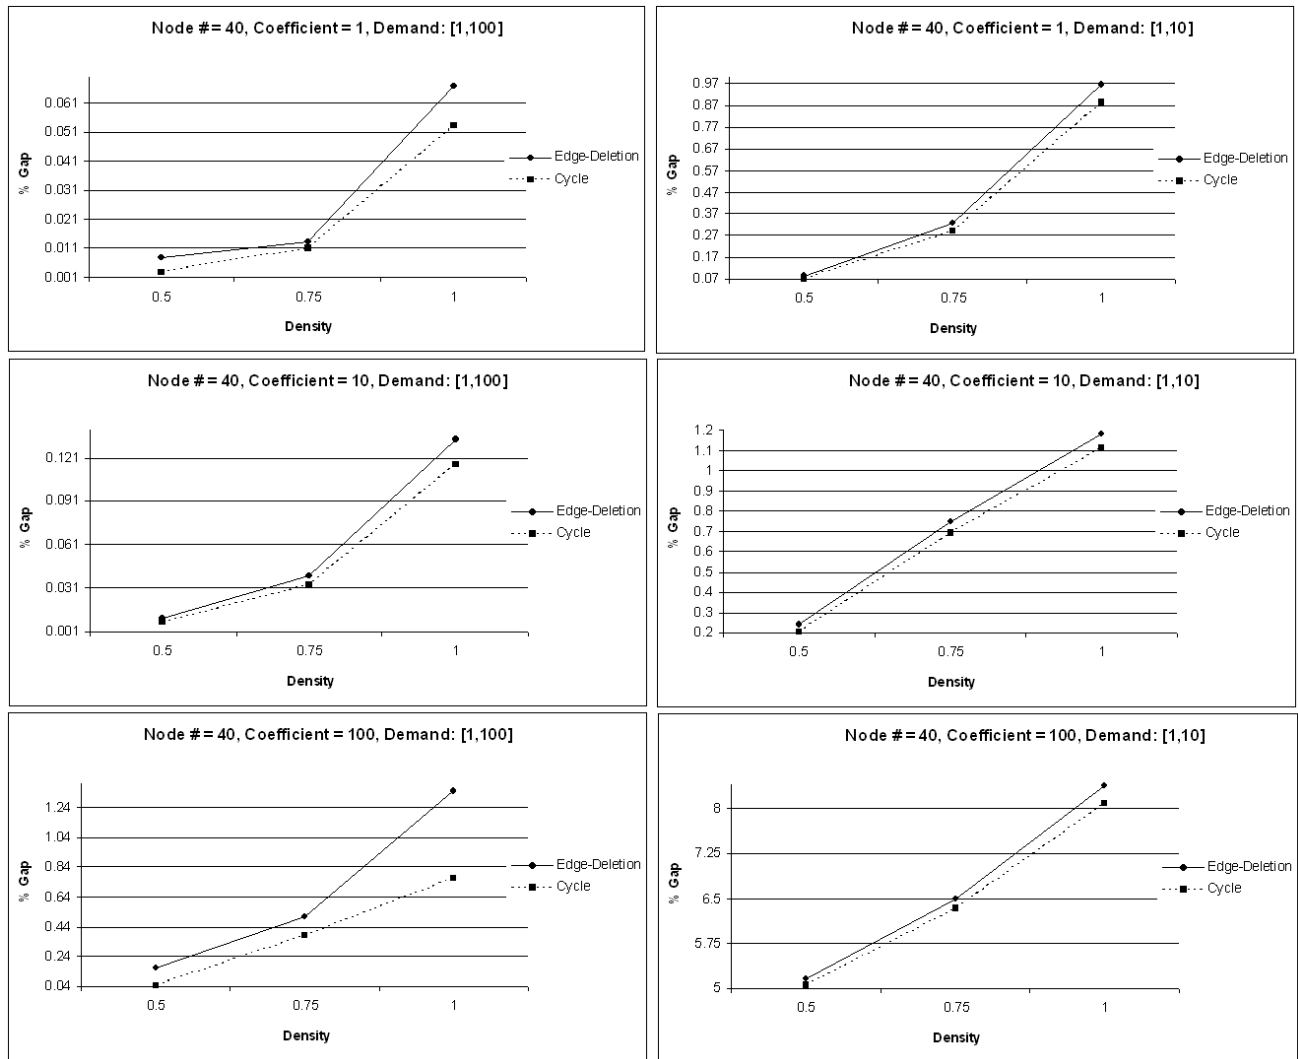 Node # = 40, Coefficient = 1, Demand: [1,100]
% Gap
0.061
0.051
0.041
0.031
0.021
0.011
0.001
0.5 0.75 1
Density
Edge-Deletion
Cycle
Node # = 40, Coefficient = 1, Demand: [1,10]
% Gap
0.97
0.87
0.77
0.67
0.57
0.47
0.37
0.27
0.17
0.07
0.5 0.75 1
Density
Edge-Deletion
Cycle
Node # = 40, Coefficient = 10, Demand: [1,100]
% Gap
0.121
0.091
0.061
0.031
0.001
0.5 0.75 1
Density
Edge-Deletion
Cycle
Node # = 40, Coefficient = 10, Demand: [1,10]
% Gap
1.2
1.1
1
0.9
0.8
0.7
0.6
0.5
0.4
0.3
0.2
0.5 0.75 1
Density
Edge-Deletion
Cycle
Node # = 40, Coefficient = 100, Demand: [1,100]
% Gap
1.24
1.04
0.84
0.64
0.44
0.24
0.04
0.5 0.75 1
Density
Edge-Deletion
Cycle
Node # = 40, Coefficient = 100, Demand: [1,10]
% Gap
8
7.25
6.5
5.75
5
0.5 0.75 1
Density
Edge-Deletion
Cycle